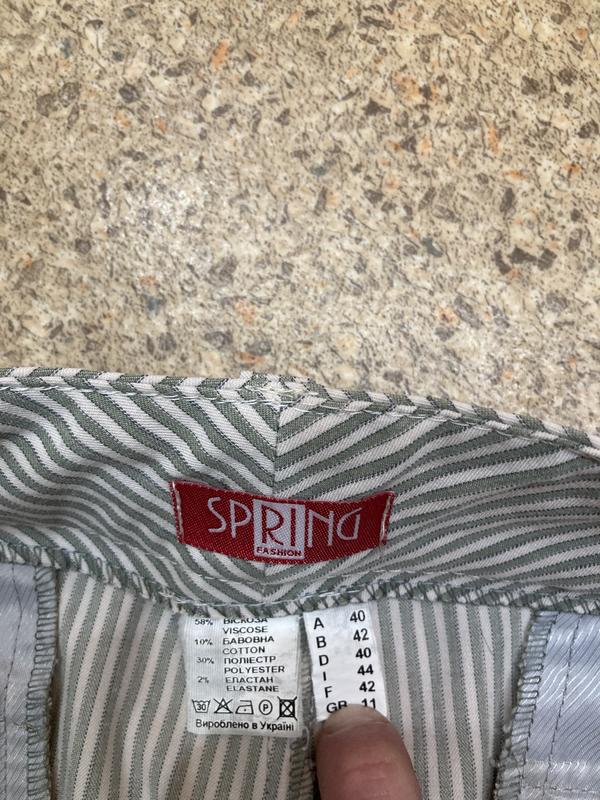 SPRING
FASHION
58% ВІСКОЗА
VISCOSE
10% БАВОВНА
COTTON
30% ПОЛІЕСТР
POLYESTER
2% ЕЛАСТАН
ELASTANE
30 P
Вироблено в Україні
A 40
B 42
D 40
I 44
F 42
GB 11